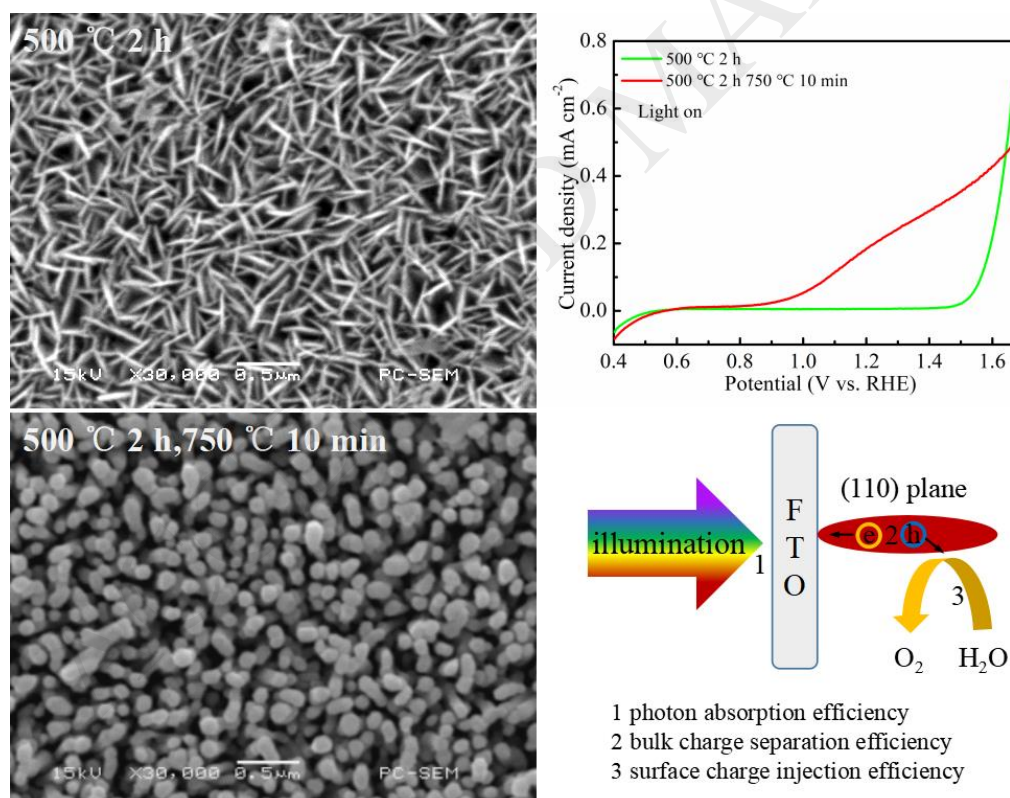 500 ℃ 2 h
15kV X30,000 0.5μm PC-SEM
0.8
0.6
0.4
0.2
0.0
Current density (mA cm-2)
500 ℃ 2 h
500 ℃ 2 h 750 ℃ 10 min
Light on
0.4 0.6 0.8 1.0 1.2 1.4 1.6
Potential (V vs. RHE)
500 ℃ 2 h,750 ℃ 10 min
15kV X30,000 0.5μm PC-SEM
illumination
1
F
T
O
(110) plane
e 2 h
3
O2 H2O
1 photon absorption efficiency
2 bulk charge separation efficiency
3 surface charge injection efficiency